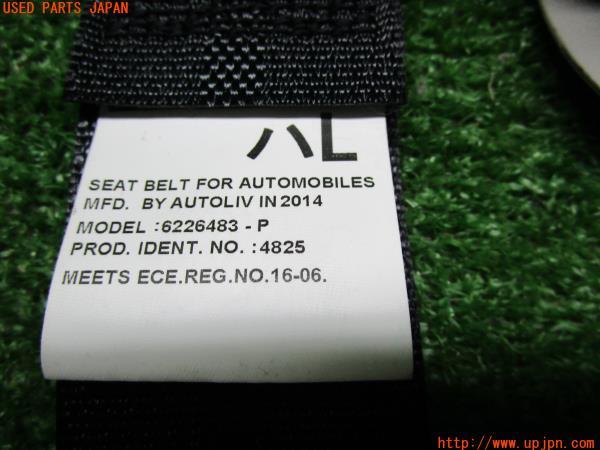 USED PARTS JAPAN
ハL
SEAT BELT FOR AUTOMOBILES
MFD. BY AUTOLIV IN 2014
MODEL :6226483 - P
PROD. IDENT. NO. :4825
MEETS ECE.REG.NO.16-06.
http://www.upjpn.com/